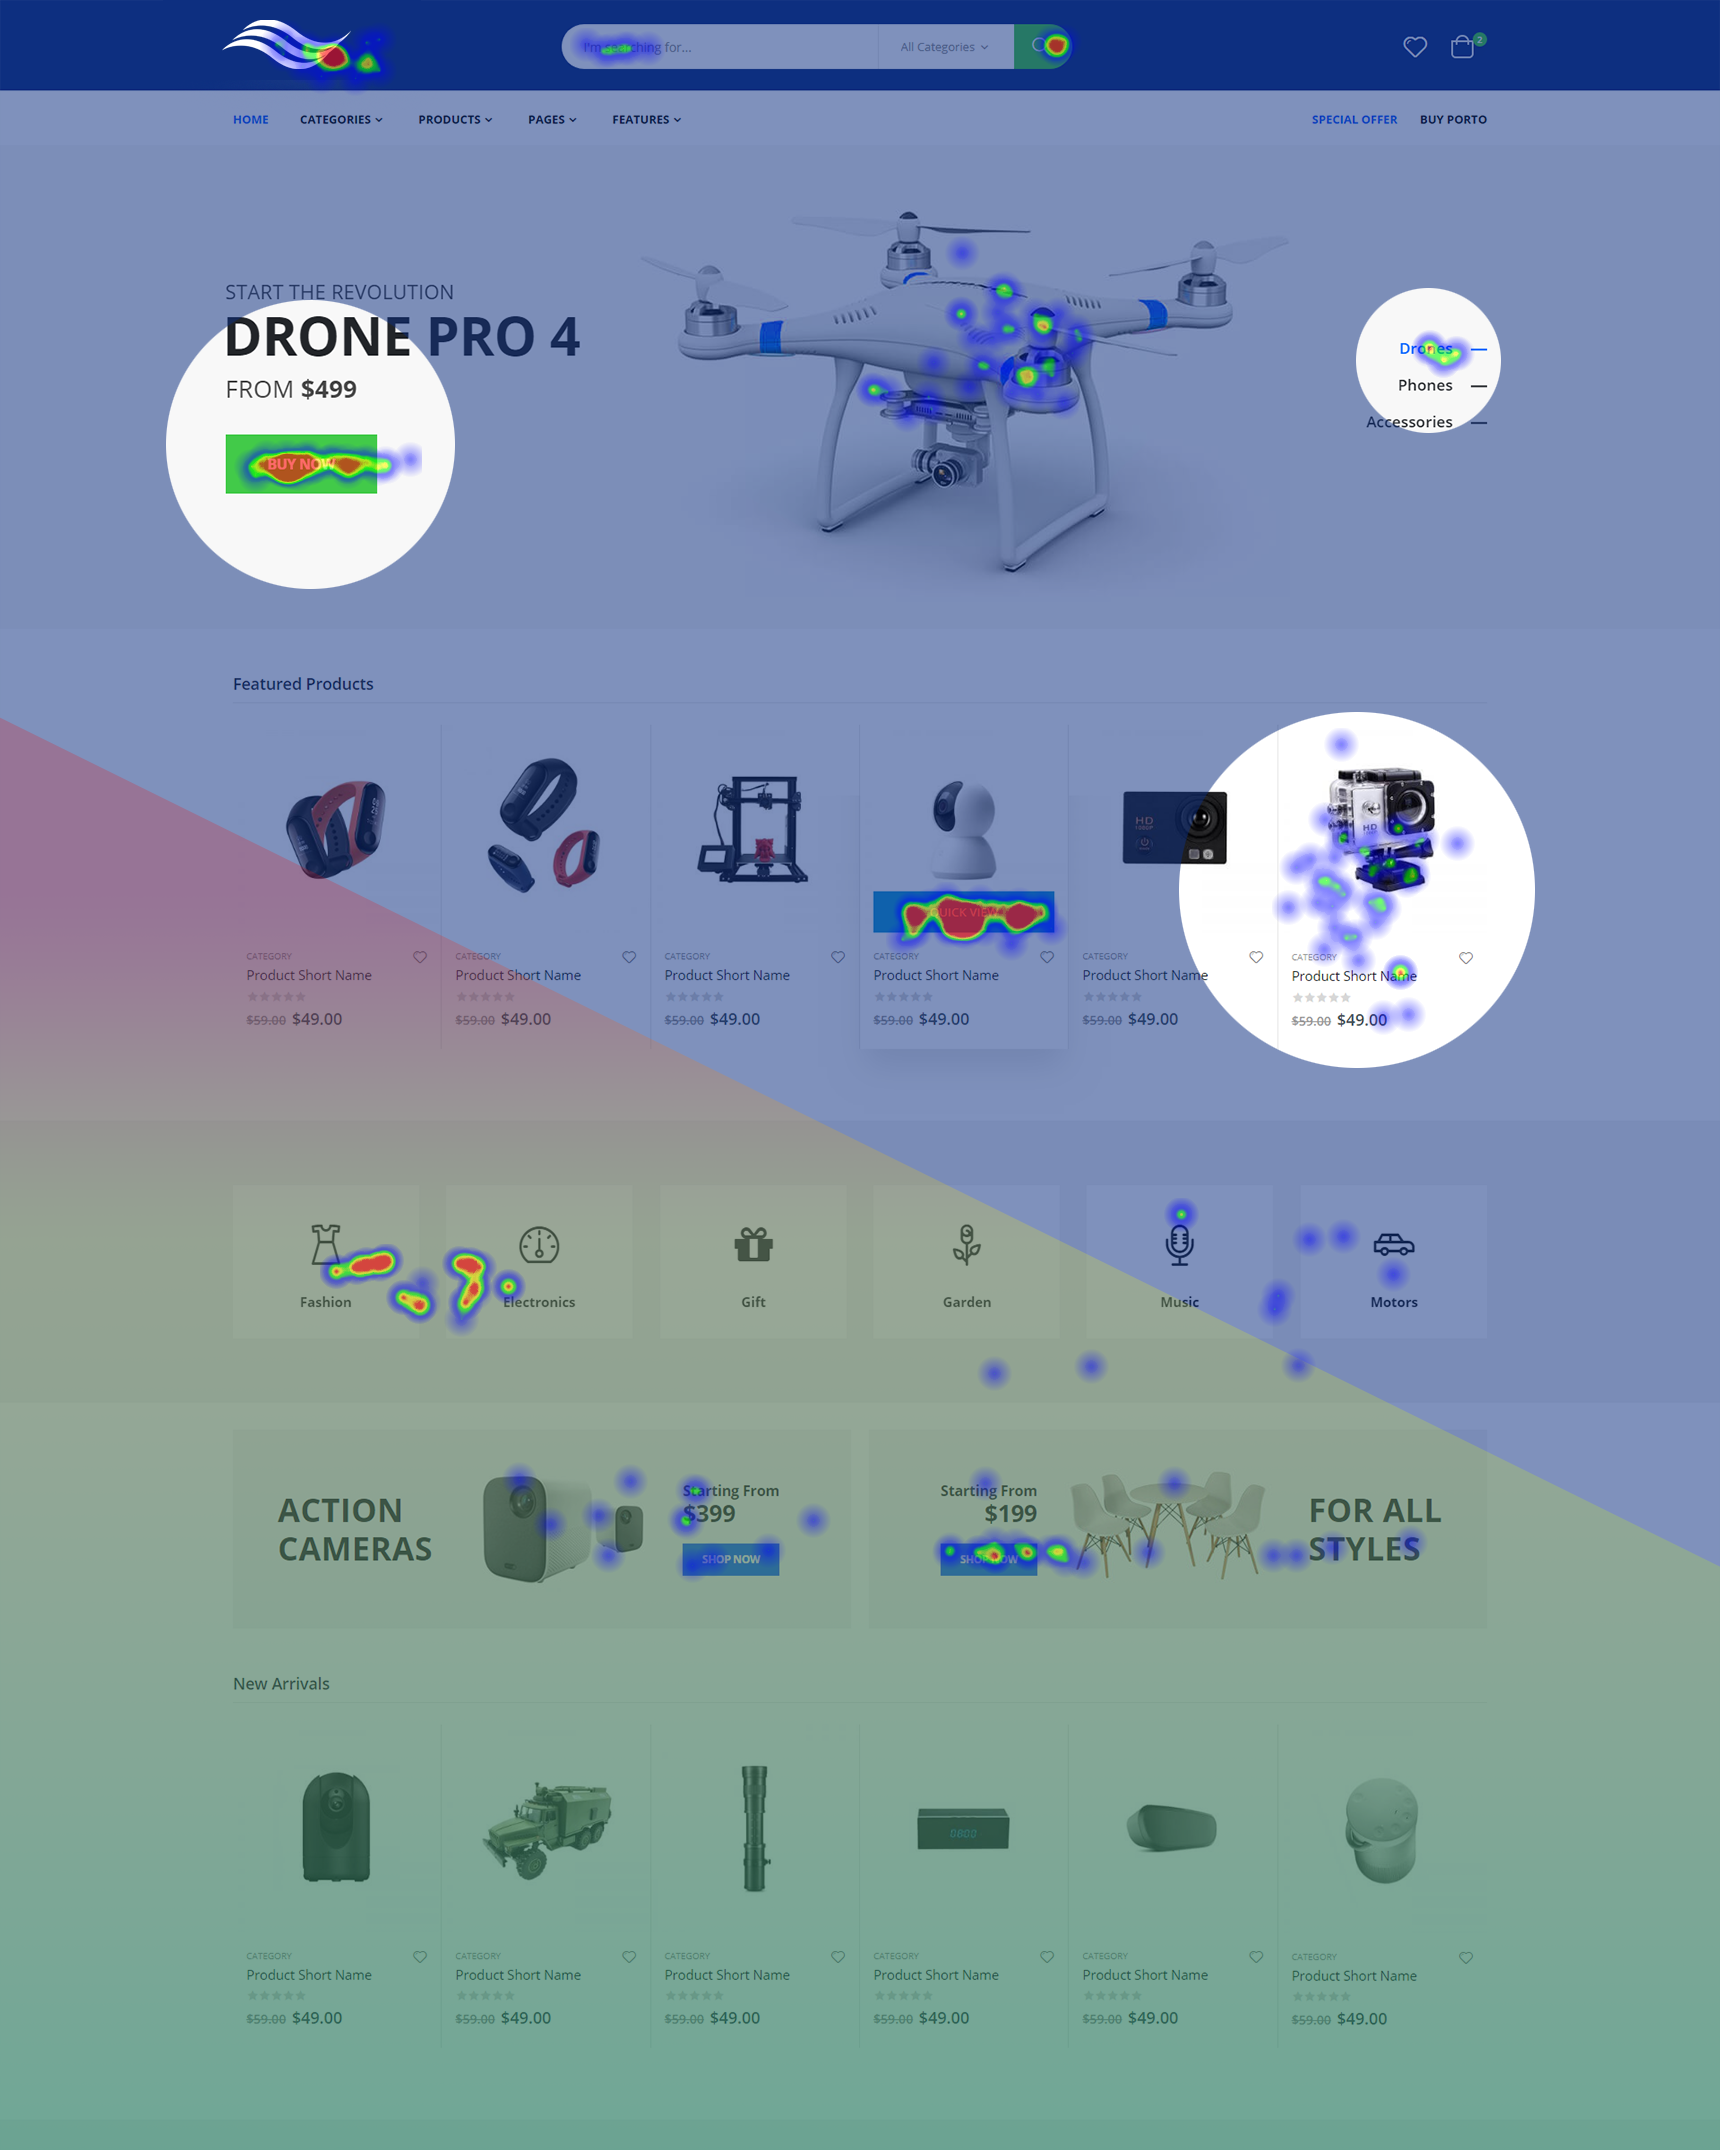 I'm searching for...
All Categories
2
HOME CATEGORIES PRODUCTS PAGES FEATURES SPECIAL OFFER BUY PORTO
START THE REVOLUTION
DRONE PRO 4
FROM $499
BUY NOW
Drones
Phones
Accessories
Featured Products
HD
1080P
HD
QUICK VIEW
CATEGORY CATEGORY CATEGORY CATEGORY CATEGORY CATEGORY
Product Short Name Product Short Name Product Short Name Product Short Name Product Short Name Product Short Name
$59.00 $49.00 $59.00 $49.00 $59.00 $49.00 $59.00 $49.00 $59.00 $49.00 $59.00 $49.00
Fashion Electronics Gift Garden Music Motors
ACTION
CAMERAS
Starting From
$399
SHOP NOW
Starting From
$199
SHOP NOW
FOR ALL
STYLES
New Arrivals
CATEGORY CATEGORY CATEGORY CATEGORY CATEGORY CATEGORY
Product Short Name Product Short Name Product Short Name Product Short Name Product Short Name Product Short Name
$59.00 $49.00 $59.00 $49.00 $59.00 $49.00 $59.00 $49.00 $59.00 $49.00 $59.00 $49.00